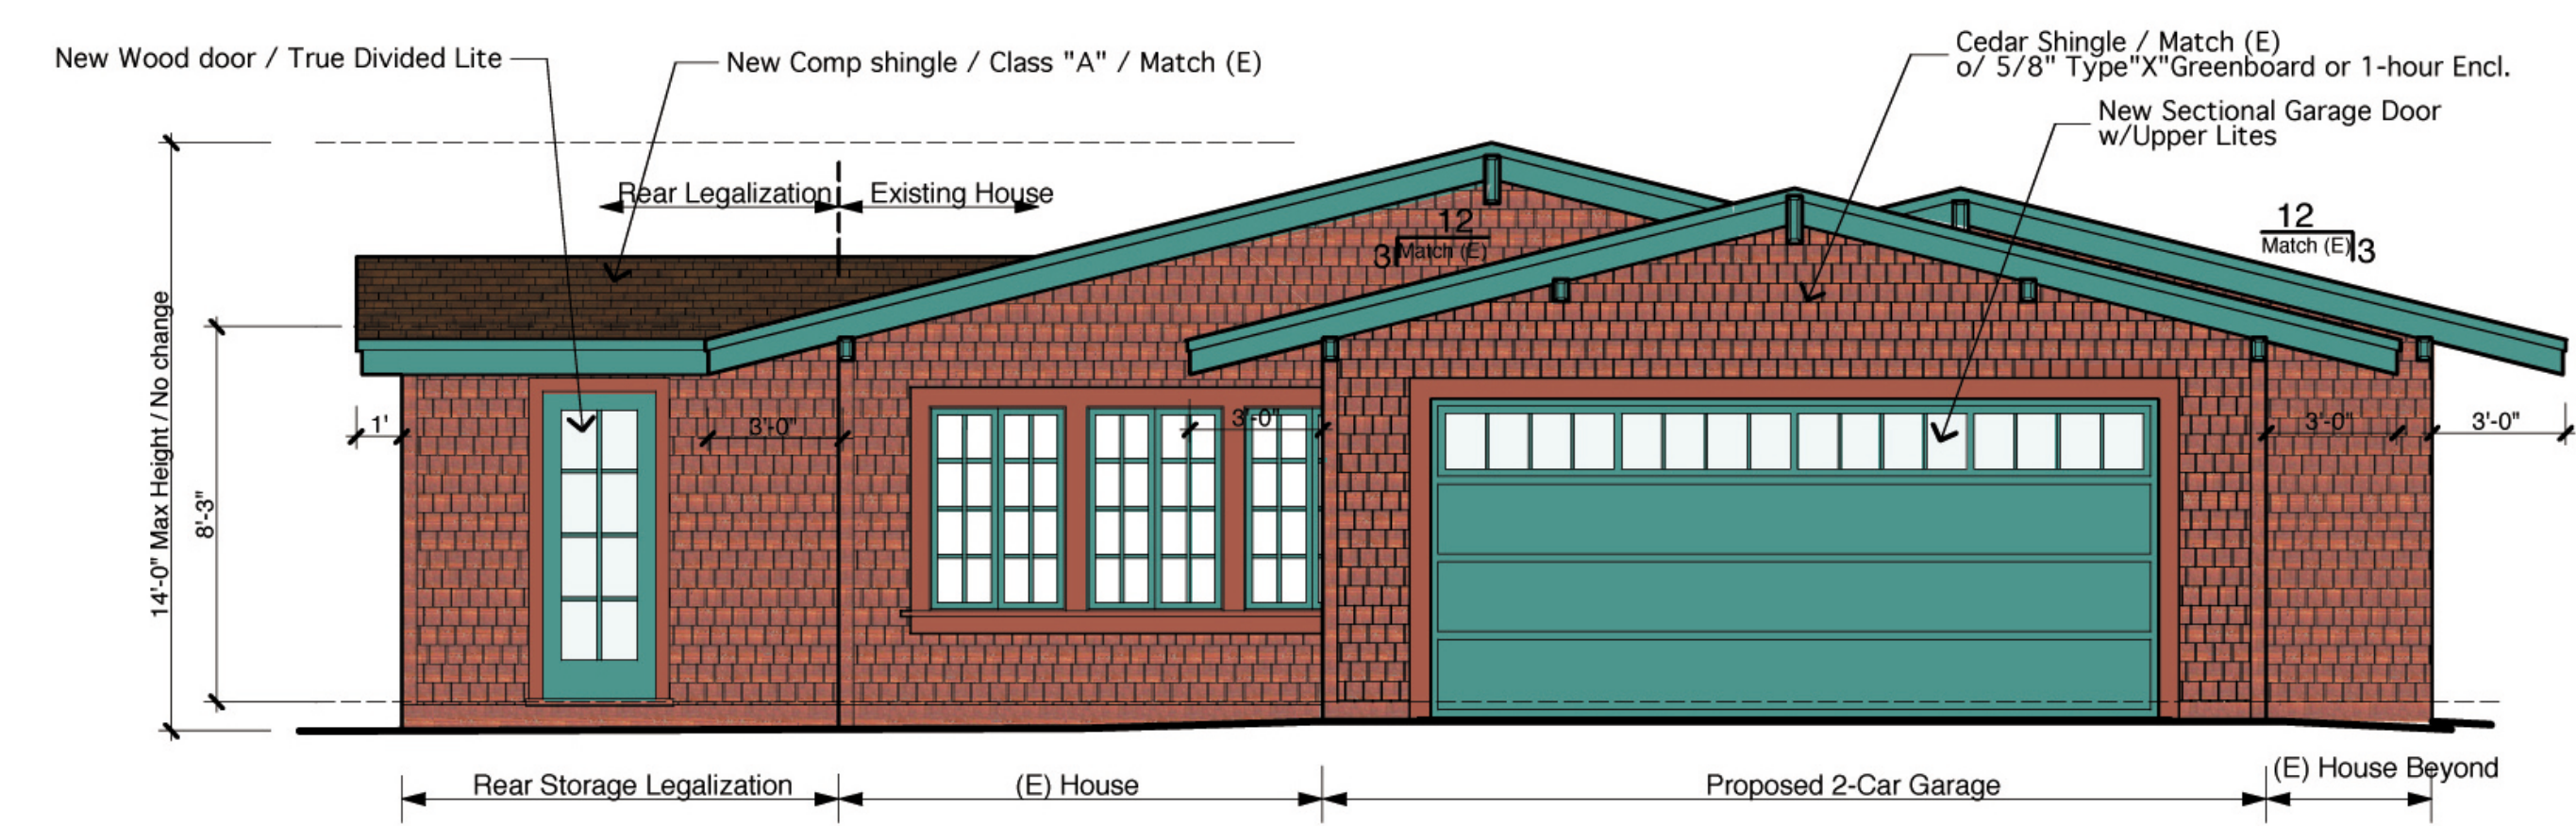 New Wood door / True Divided Lite
New Comp shingle / Class "A" / Match (E)
Cedar Shingle / Match (E)
o/ 5/8" Type"X"Greenboard or 1-hour Encl.
New Sectional Garage Door
w/Upper Lites
Rear Legalization
Existing House
12
3
Match (E)
12
Match (E)
3
14'-0" Max Height / No change
8'-3"
1'
3'-0"
3'-0"
3'-0"
3'-0"
Rear Storage Legalization
(E) House
Proposed 2-Car Garage
(E) House Beyond